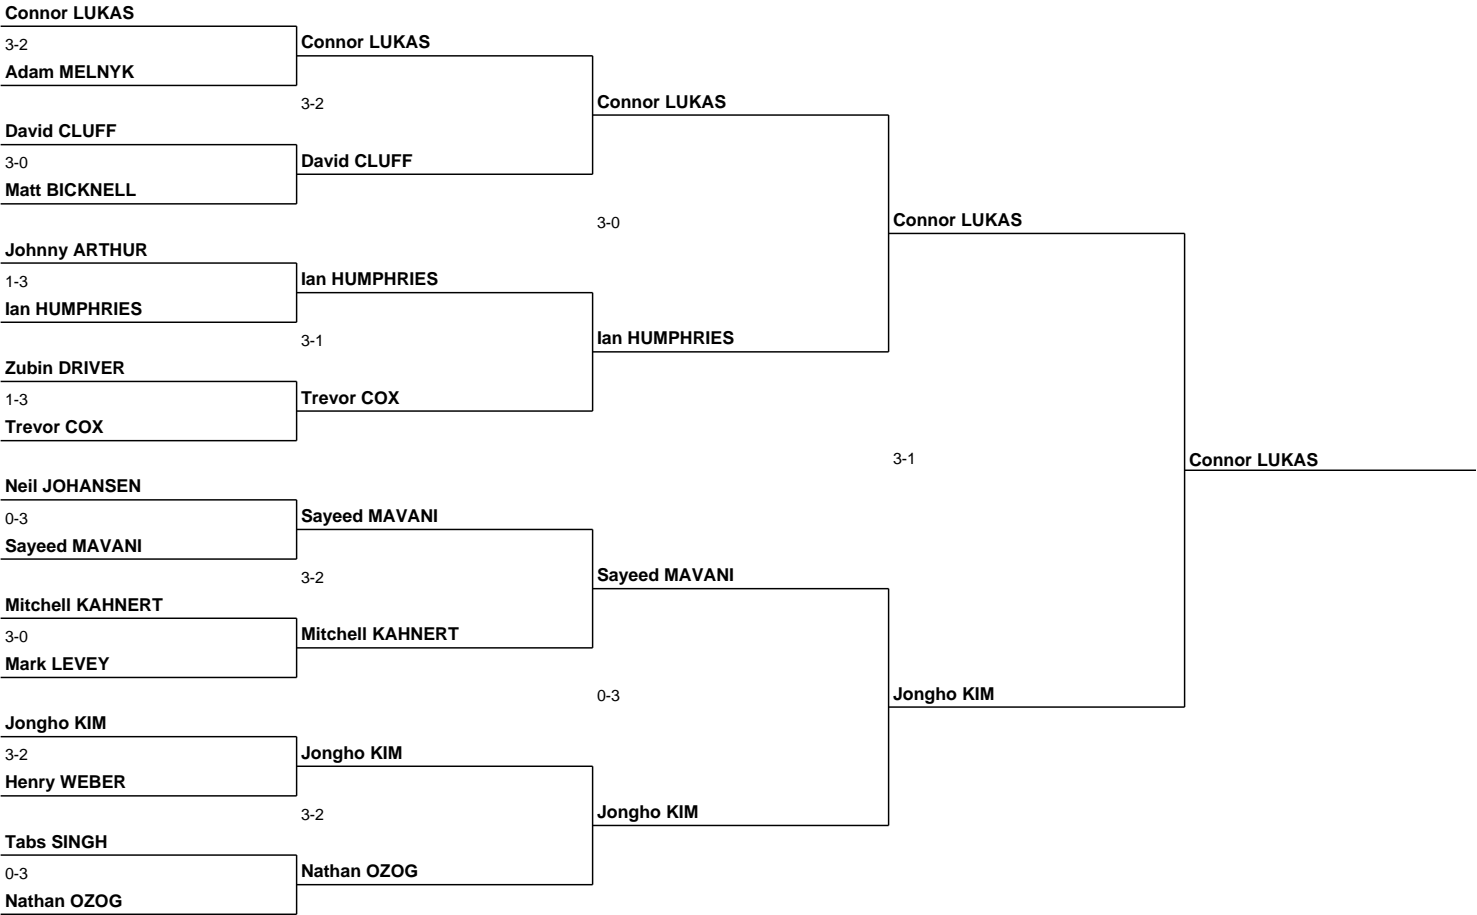 Connor LUKAS
3-2
Adam MELNYK
David CLUFF
3-0
Matt BICKNELL
Johnny ARTHUR
1-3
Ian HUMPHRIES
Zubin DRIVER
1-3
Trevor COX
Neil JOHANSEN
0-3
Sayeed MAVANI
Mitchell KAHNERT
3-0
Mark LEVEY
Jongho KIM
3-2
Henry WEBER
Tabs SINGH
0-3
Nathan OZOG
Connor LUKAS
3-2
David CLUFF
Ian HUMPHRIES
3-1
Trevor COX
Sayeed MAVANI
3-2
Mitchell KAHNERT
Jongho KIM
3-2
Nathan OZOG
Connor LUKAS
3-0
Ian HUMPHRIES
Sayeed MAVANI
0-3
Jongho KIM
Connor LUKAS
3-1
Jongho KIM
Connor LUKAS